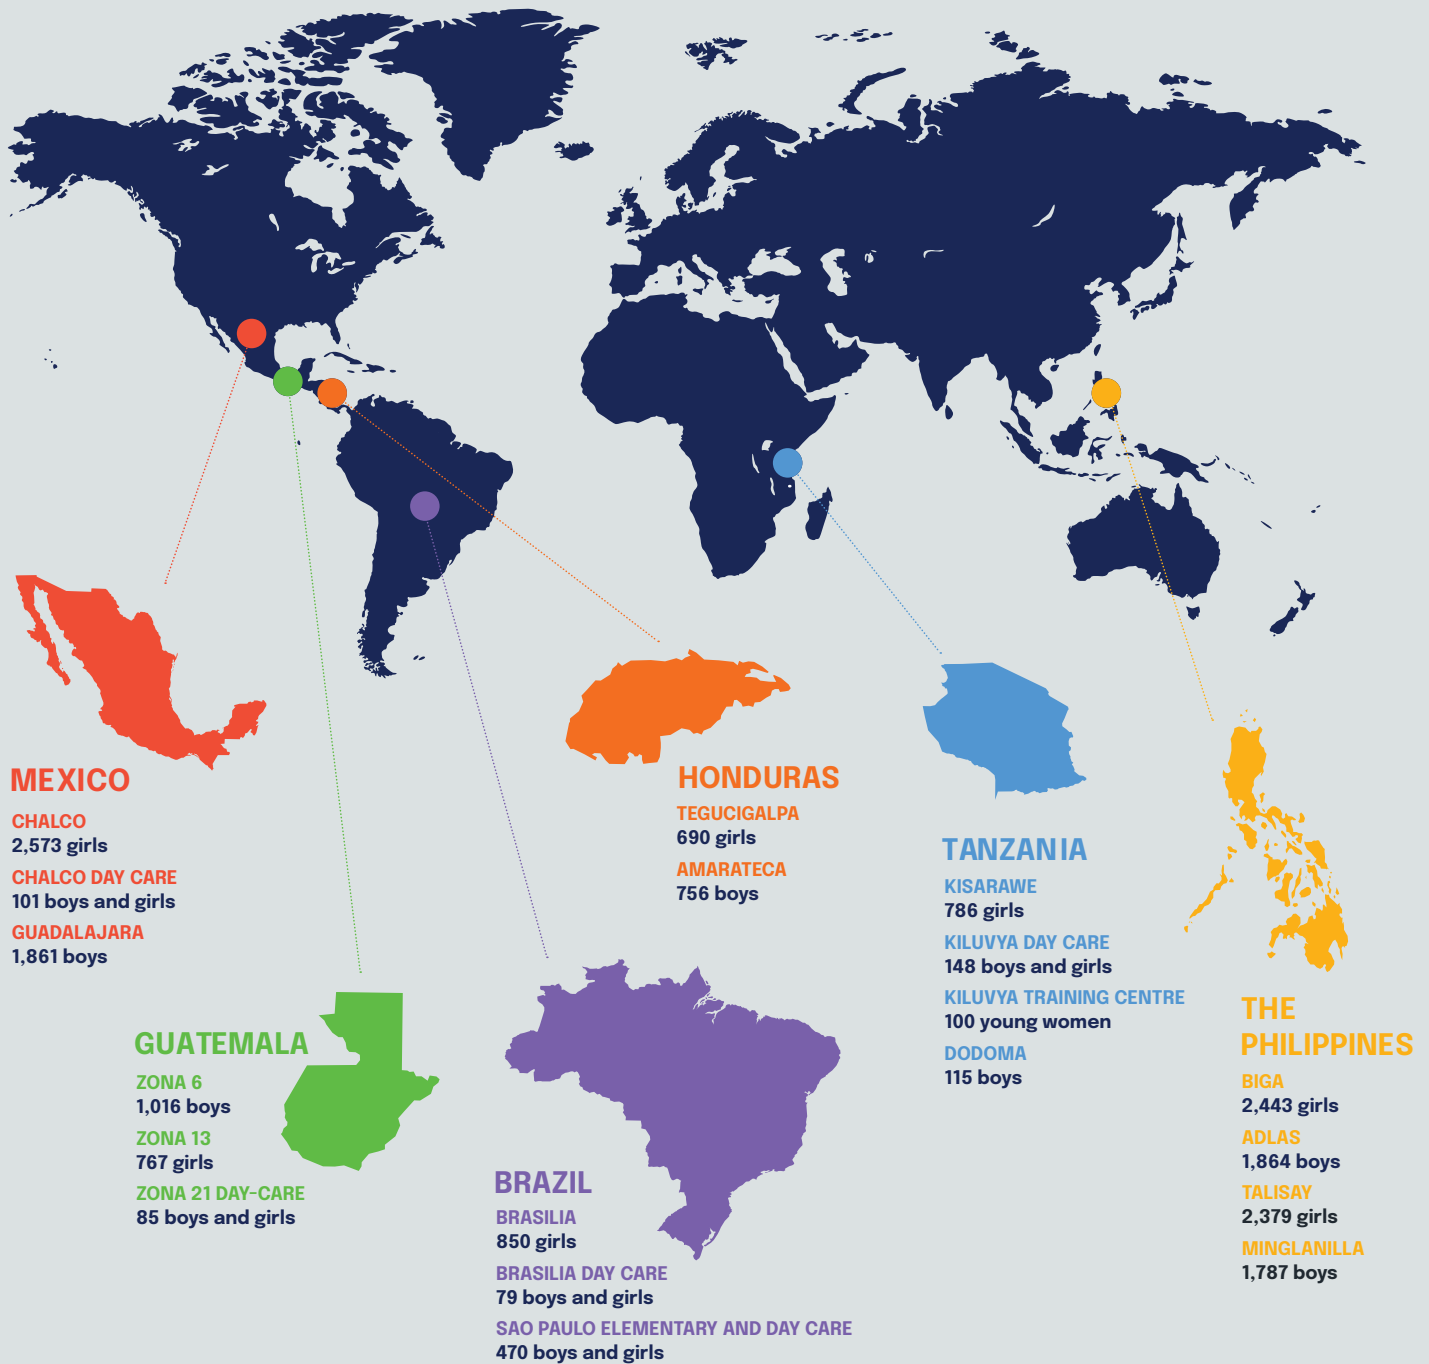 MEXICO
CHALCO
2,573 girls
CHALCO DAY CARE
101 boys and girls
GUADALAJARA
1,861 boys
GUATEMALA
ZONA 6
1,016 boys
ZONA 13
767 girls
ZONA 21 DAY-CARE
85 boys and girls
BRAZIL
BRASILIA
850 girls
BRASILIA DAY CARE
79 boys and girls
SAO PAULO ELEMENTARY AND DAY CARE
470 boys and girls
HONDURAS
TEGUCIGALPA
690 girls
AMARATECA
756 boys
TANZANIA
KISARAWE
786 girls
KILUVYA DAY CARE
148 boys and girls
KILUVYA TRAINING CENTRE
100 young women
DODOMA
115 boys
THE
PHILIPPINES
BIGA
2,443 girls
ADLAS
1,864 boys
TALISAY
2,379 girls
MINGLANILLA
1,787 boys